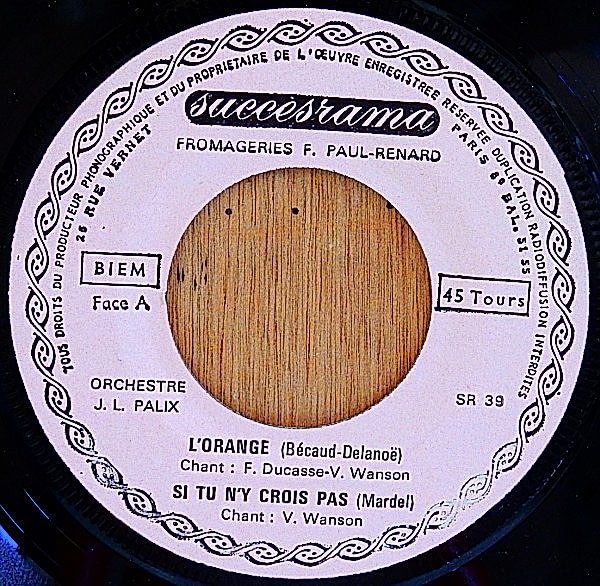 TOUS DROITS DU PRODUCTEUR PHONOGRAPHIQUE ET DU PROPRIETAIRE DE L'ŒUVRE ENREGISTREE RESERVES DUPLICATION RADIODIFFUSION INTERDITES
succèsrama
FROMAGERIES F. PAUL-RENARD
26 RUE VERNET
PARIS 8e BAL. 51 55
BIEM
Face A
45 Tours
ORCHESTRE
J. L. PALIX
SR 39
L'ORANGE (Bécaud-Delanoë)
Chant : F. Ducasse-V. Wanson
SI TU N'Y CROIS PAS (Mardel)
Chant : V. Wanson